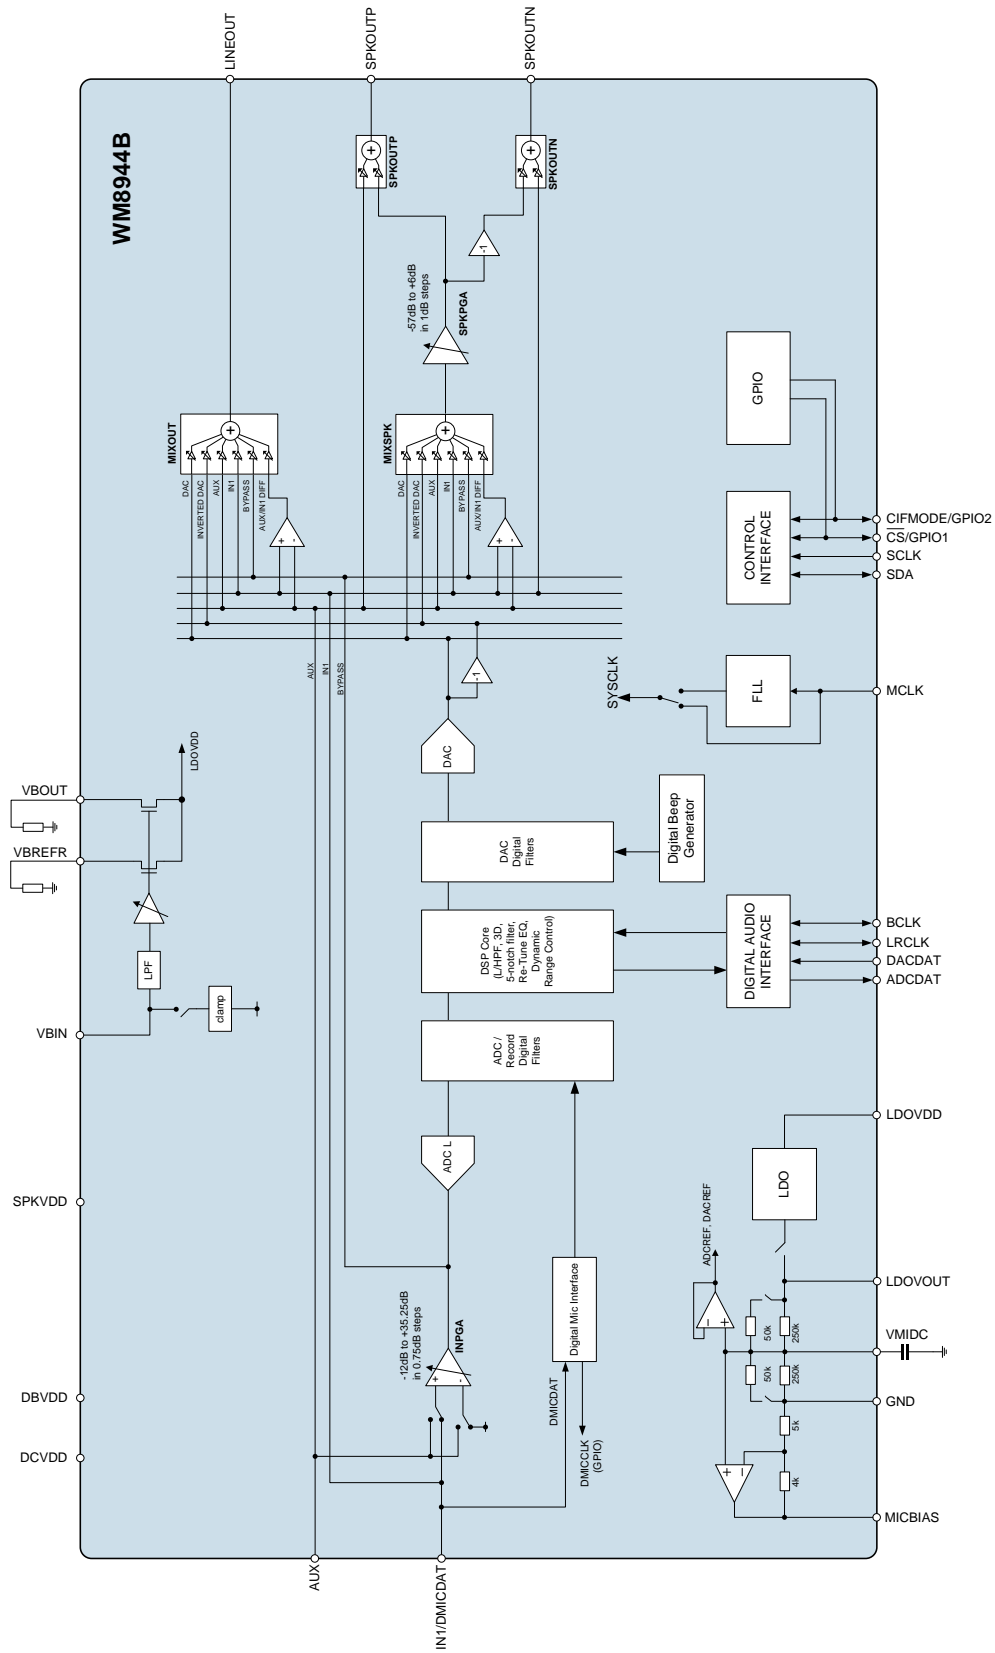 LINEOUT
SPKOUTP
SPKOUTN
WM8944B
SPKOUTP
SPKOUTN
-1
-57dB to +6dB
in 1dB steps
SPKPGA
MIXOUT
DAC
INVERTED DAC
AUX
IN1
BYPASS
AUX/IN1 DIFF
+
-
MIXSPK
DAC
INVERTED DAC
AUX
IN1
BYPASS
AUX/IN1 DIFF
+
-
GPIO
CONTROL
INTERFACE
CIFMODE/GPIO2
CS/GPIO1
SCLK
SDA
AUX
IN1
BYPASS
-1
SYSCLK
FLL
MCLK
DAC
LDOVDD
VBOUT
VBREFR
LPF
clamp
VBIN
DAC
Digital
Filters
Digital Beep
Generator
DSP Core
(L/HPF, 3D,
5-notch filter,
Re-Tune EQ,
Dynamic
Range Control)
DIGITAL AUDIO
INTERFACE
BCLK
LRCLK
DACDAT
ADCDAT
ADC /
Record
Digital
Filters
ADC L
SPKVDD
DBVDD
DCVDD
-12dB to +35.25dB
in 0.75dB steps
INPGA
+
-
Digital Mic Interface
DMICDAT
DMICCLK
(GPIO)
LDOVDD
LDO
ADCREF, DACREF
LDOVOUT
50k
250k
VMIDC
50k
250k
GND
5k
4k
MICBIAS
AUX
IN1/DMICDAT